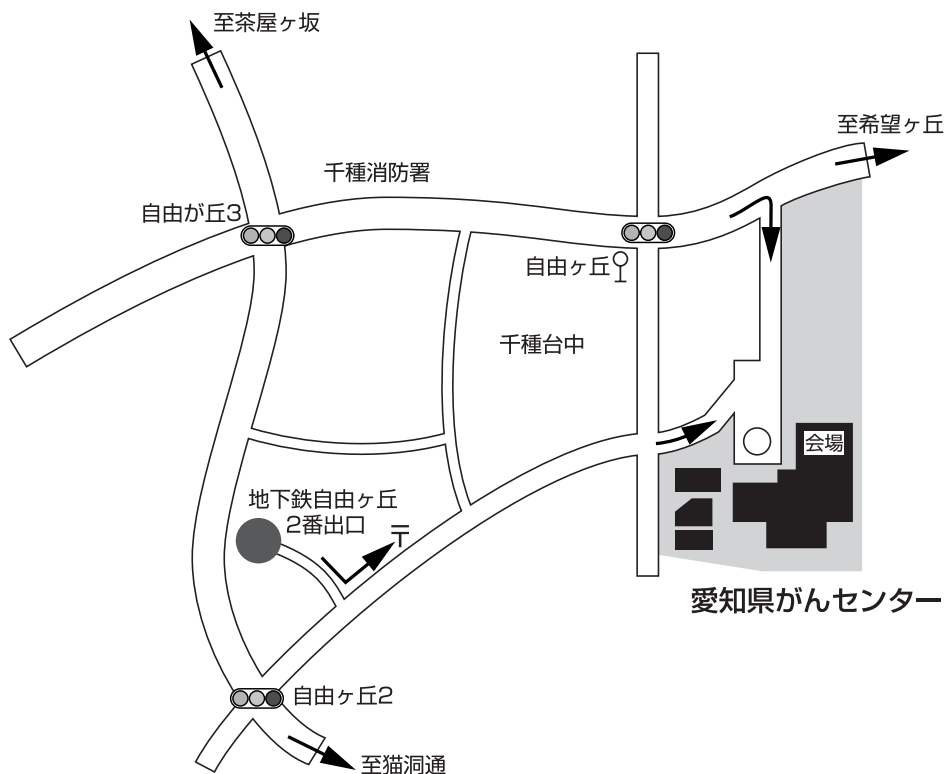 至茶屋ヶ坂
至希望ヶ丘
千種消防署
自由が丘3
自由ヶ丘
千種台中
会場
地下鉄自由ヶ丘
2番出口
〒
愛知県がんセンター
自由ヶ丘2
至猫洞通